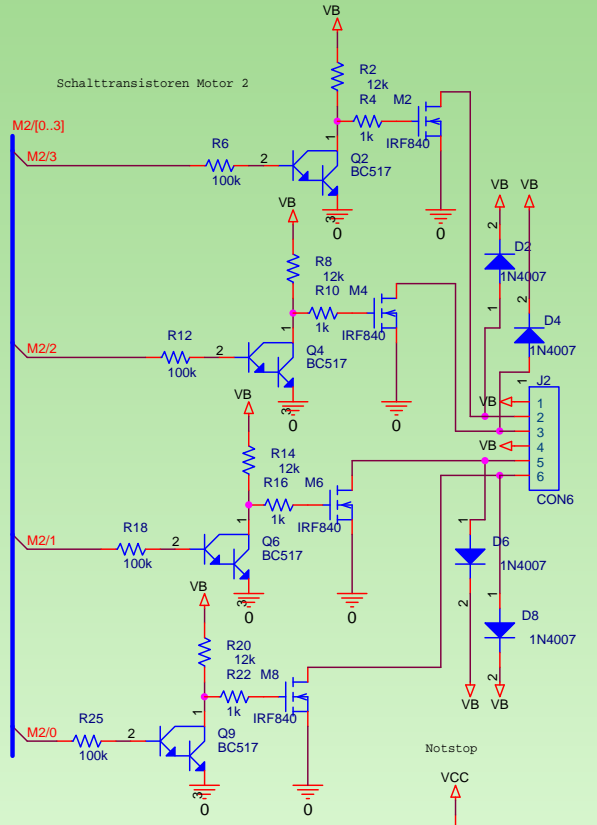 VB
Schalttransistoren Motor 2
R2
12k
R4 M2
M2/[0..3]
1
1k
IRF840
M2/3
R6
100k
2
Q2
BC517
3
0
0
VB
VB VB
R8
12k
R10 M4
1
1k
IRF840
2
D2
1N4007
1
2
D4
1N4007
M2/2
R12
100k
2
Q4
BC517
3
0
0
1
J2
VB
1
2
3
VB
4
5
6
CON6
VB
R14
12k
R16 M6
1
1k
IRF840
M2/1
R18
100k
2
Q6
BC517
3
0
0
1
D6
1N4007
2
1
D8
1N4007
2
VB VB
VB
R20
12k
R22 M8
1
1k
IRF840
M2/0
R25
100k
2
Q9
BC517
3
0
0
Notstop
VCC